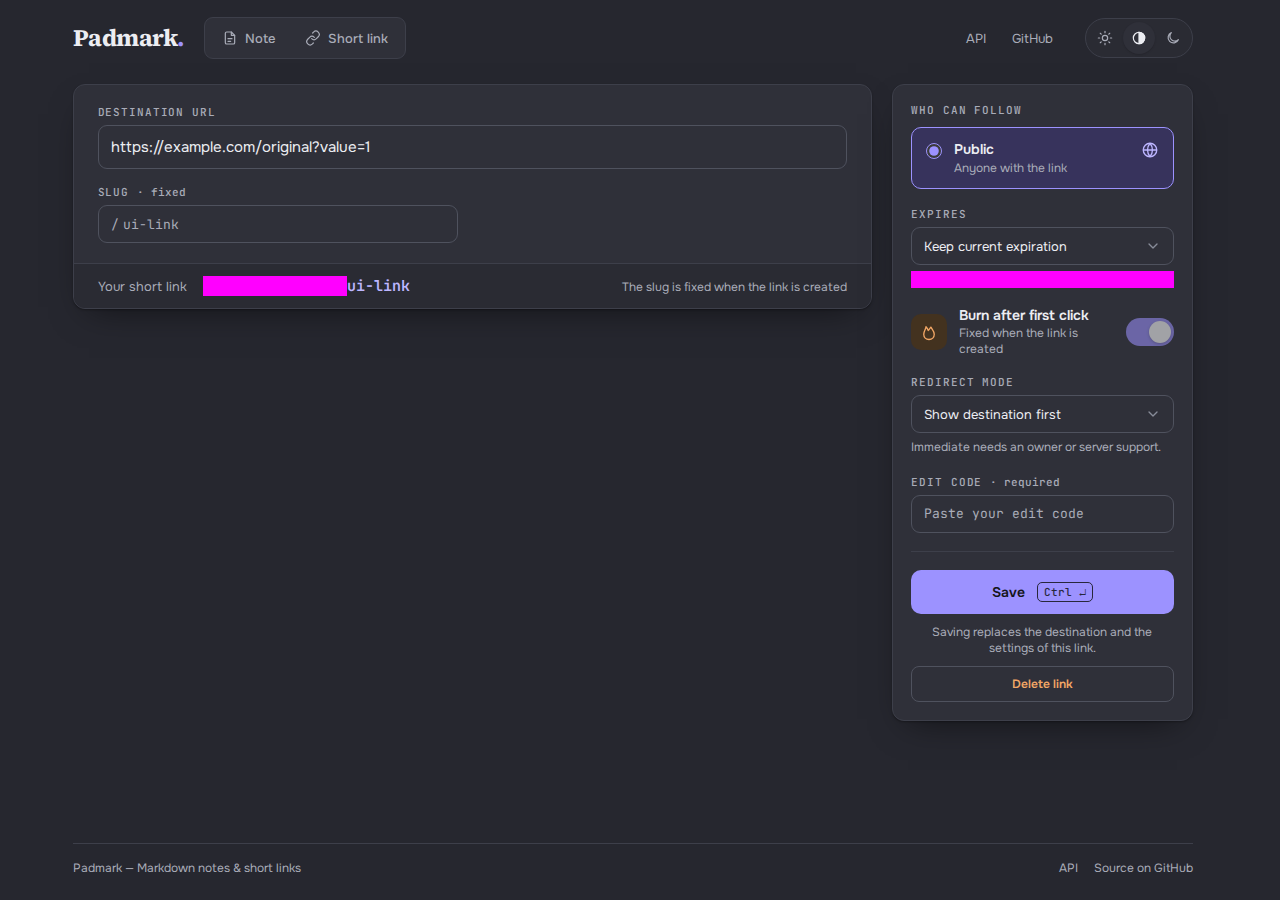 Padmark.
Note
Short link
API
GitHub
DESTINATION URL
https://example.com/original?value=1
SLUG · fixed
/ ui-link
Your short link
ui-link
The slug is fixed when the link is created
WHO CAN FOLLOW
Public
Anyone with the link
EXPIRES
Keep current expiration
Burn after first click
Fixed when the link is
created
REDIRECT MODE
Show destination first
Immediate needs an owner or server support.
EDIT CODE · required
Paste your edit code
Save Ctrl ↵
Saving replaces the destination and the
settings of this link.
Delete link
Padmark — Markdown notes & short links
API
Source on GitHub